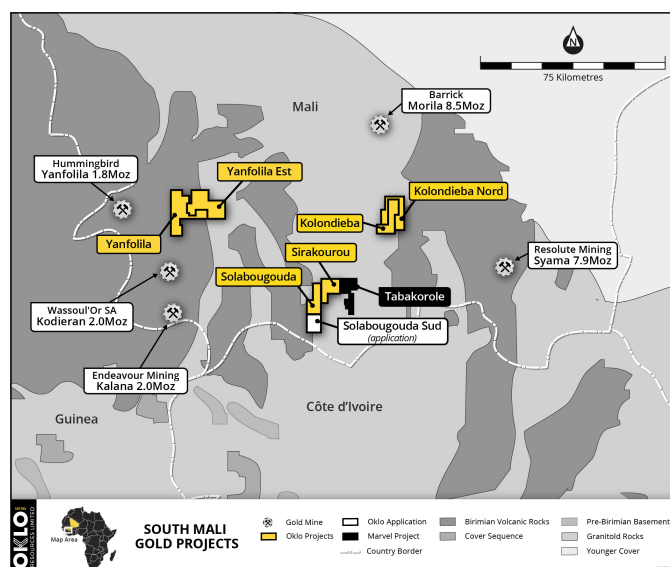 N
75 Kilometres
Mali
Barrick
Morila 8.5Moz
Hummingbird
Yanfolila 1.8Moz
Yanfolila Est
Kolondieba Nord
Kolondieba
Yanfolila
Sirakourou
Resolute Mining
Syama 7.9Moz
Solabougouda
Tabakorole
Wassoul'Or SA
Kodieran 2.0Moz
Solabougouda Sud
(application)
Endeavour Mining
Kalana 2.0Moz
Guinea
Côte d'Ivoire
OKLO
RESOURCES LIMITED
Map Area
SOUTH MALI
GOLD PROJECTS
Gold Mine
Oklo Projects
Oklo Application
Marvel Project
Country Border
Birimian Volcanic Rocks
Cover Sequence
Pre-Birimian Basement
Granitoid Rocks
Younger Cover